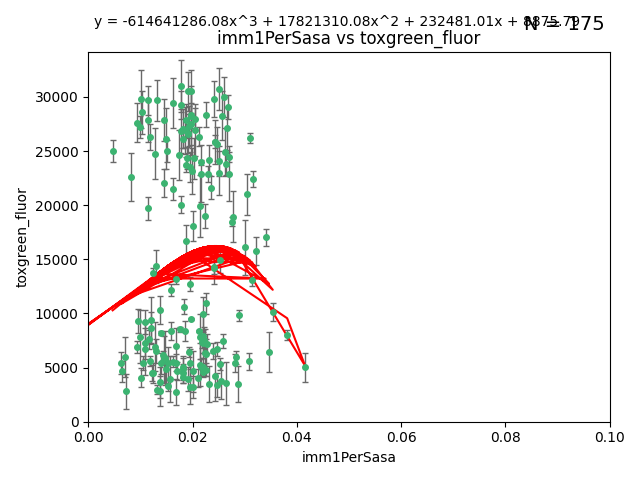 y = -614641286.08x^3 + 17821310.08x^2 + 232481.01x + 8875.79
N = 175
imm1PerSasa vs toxgreen_fluor
toxgreen_fluor
30000
25000
20000
15000
10000
5000
0
0.00 0.02 0.04 0.06 0.08 0.10
imm1PerSasa